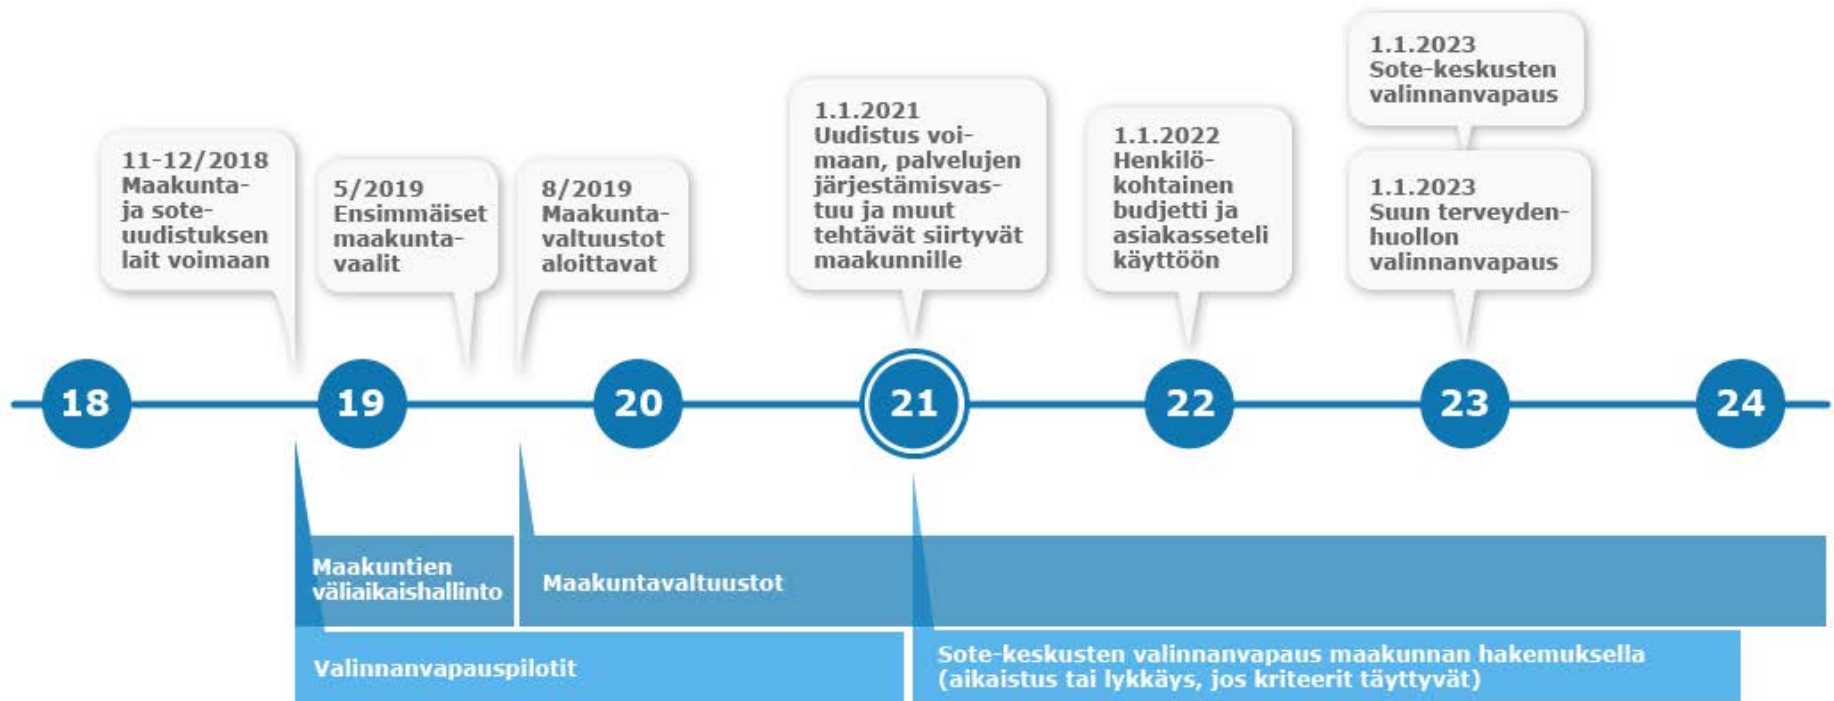 11-12/2018
Maakunta-
ja sote-
uudistuksen
lait voimaan
5/2019
Ensimmäiset
maakunta-
vaalit
8/2019
Maakunta-
valtuustot
aloittavat
1.1.2021
Uudistus voi-
maan, palvelujen
järjestämisvas-
tuu ja muut
tehtävät siirtyvät
maakunnille
1.1.2022
Henkilö-
kohtainen
budjetti ja
asiakasseteli
käyttöön
1.1.2023
Sote-keskusten
valinnanvapaus
1.1.2023
Suun terveyden-
huollon
valinnanvapaus
18
19
20
21
22
23
24
Maakuntien
väliaikaishallinto
Maakuntavaltuustot
Valinnanvapauspilotit
Sote-keskusten valinnanvapaus maakunnan hakemuksella
(aikaistus tai lykkäys, jos kriteerit täyttyvät)